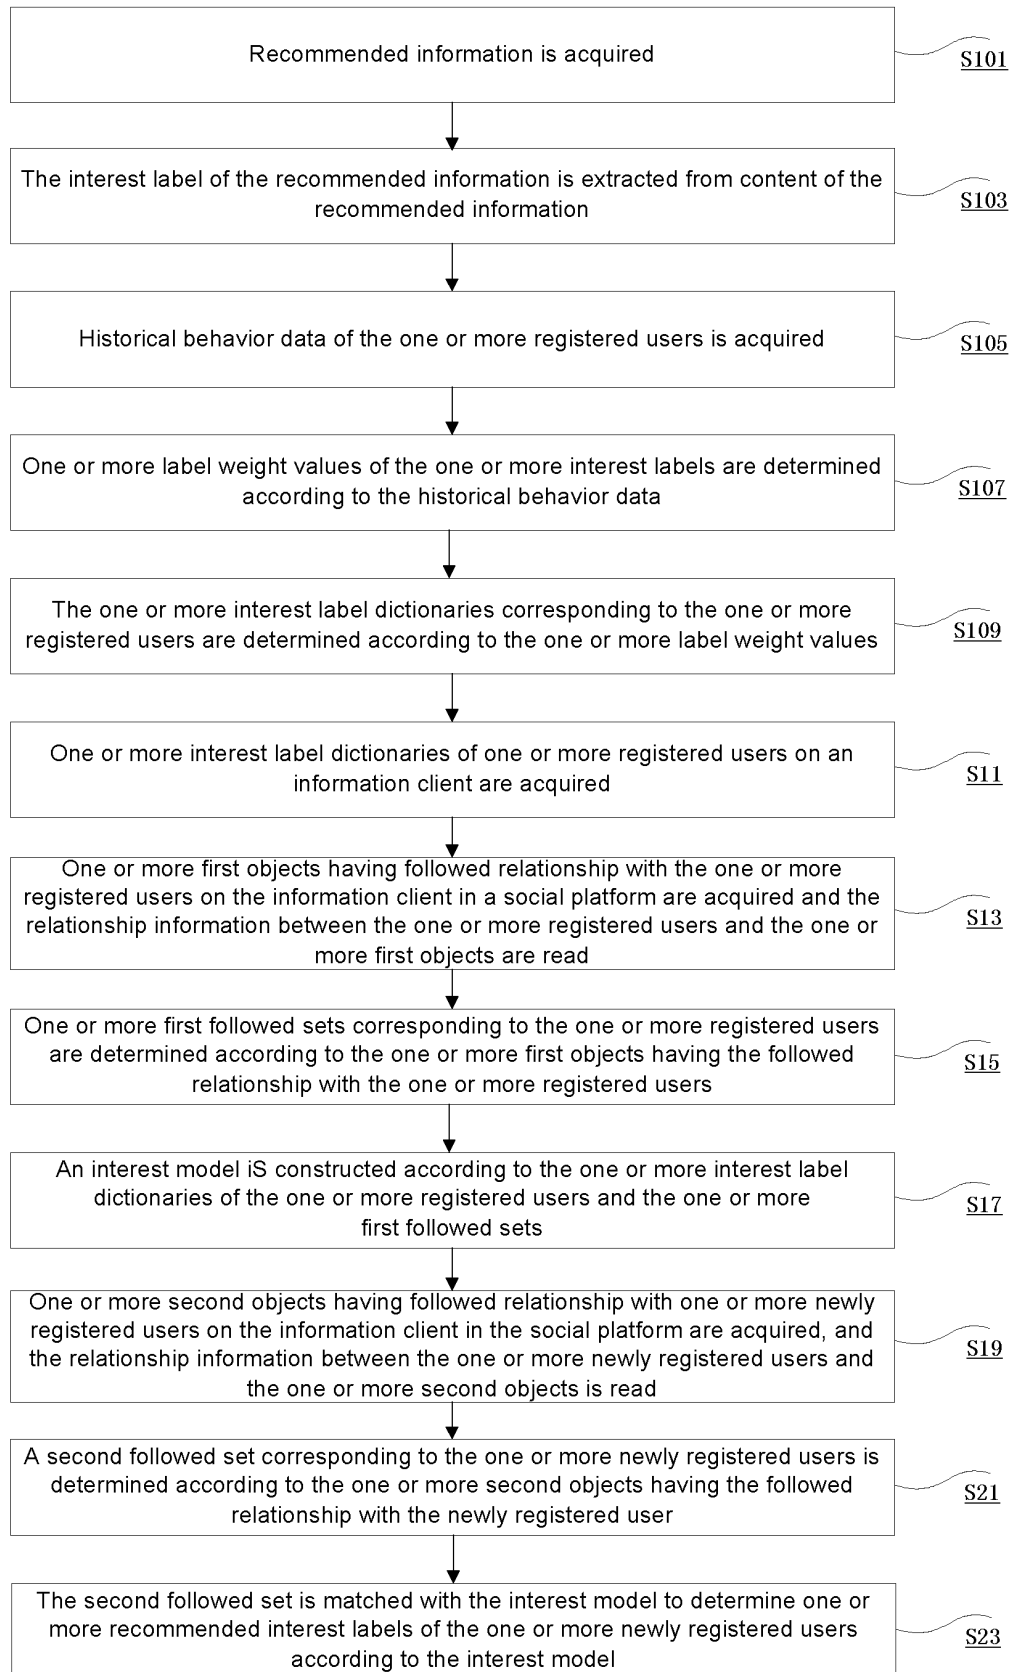 Recommended information is acquired
S101
The interest label of the recommended information is extracted from content of the
recommended information
S103
Historical behavior data of the one or more registered users is acquired
S105
One or more label weight values of the one or more interest labels are determined
according to the historical behavior data
S107
The one or more interest label dictionaries corresponding to the one or more
registered users are determined according to the one or more label weight values
S109
One or more interest label dictionaries of one or more registered users on an
information client are acquired
S11
One or more first objects having followed relationship with the one or more
registered users on the information client in a social platform are acquired and the
relationship information between the one or more registered users and the one or
more first objects are read
S13
One or more first followed sets corresponding to the one or more registered users
are determined according to the one or more first objects having the followed
relationship with the one or more registered users
S15
An interest model iS constructed according to the one or more interest label
dictionaries of the one or more registered users and the one or more
first followed sets
S17
One or more second objects having followed relationship with one or more newly
registered users on the information client in the social platform are acquired, and
the relationship information between the one or more newly registered users and
the one or more second objects is read
S19
A second followed set corresponding to the one or more newly registered users is
determined according to the one or more second objects having the followed
relationship with the newly registered user
S21
The second followed set is matched with the interest model to determine one or
more recommended interest labels of the one or more newly registered users
according to the interest model
S23